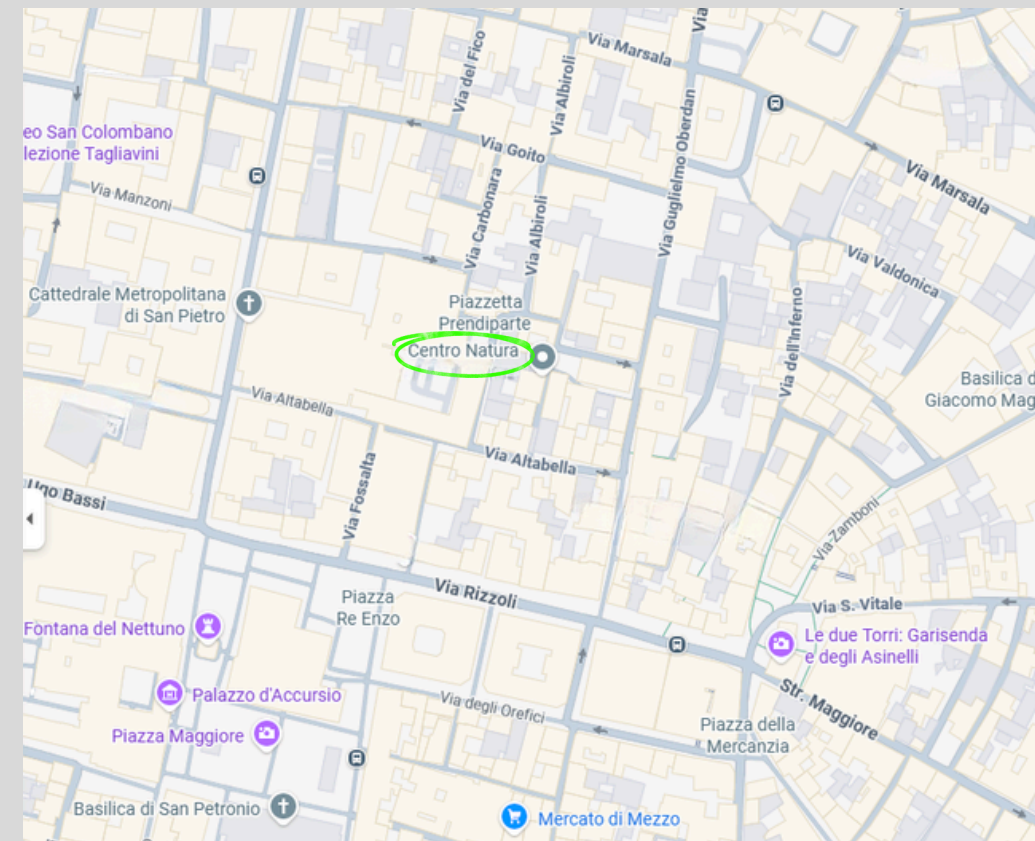 Via Marsala
Via
Via del Fico
Via Albiroli
Via Guglielmo Oberdan
eo San Colombano
lezione Tagliavini
Via Goito
Via Marsala
Via Manzoni
Via Carbonara
Via Albiroli
Via Valdonica
Cattedrale Metropolitana
di San Pietro
Piazzetta
Prendiparte
Centro Natura
Via dell'Inferno
Basilica d
Giacomo Mag
Via Altabella
Via Altabella
Via Fossalta
Ugo Bassi
Via Zamboni
Via Rizzoli
Piazza
Re Enzo
Via S. Vitale
Fontana del Nettuno
Le due Torri: Garisenda
e degli Asinelli
Palazzo d'Accursio
Via degli Orefici
Str. Maggiore
Piazza Maggiore
Piazza della
Mercanzia
Basilica di San Petronio
Mercato di Mezzo